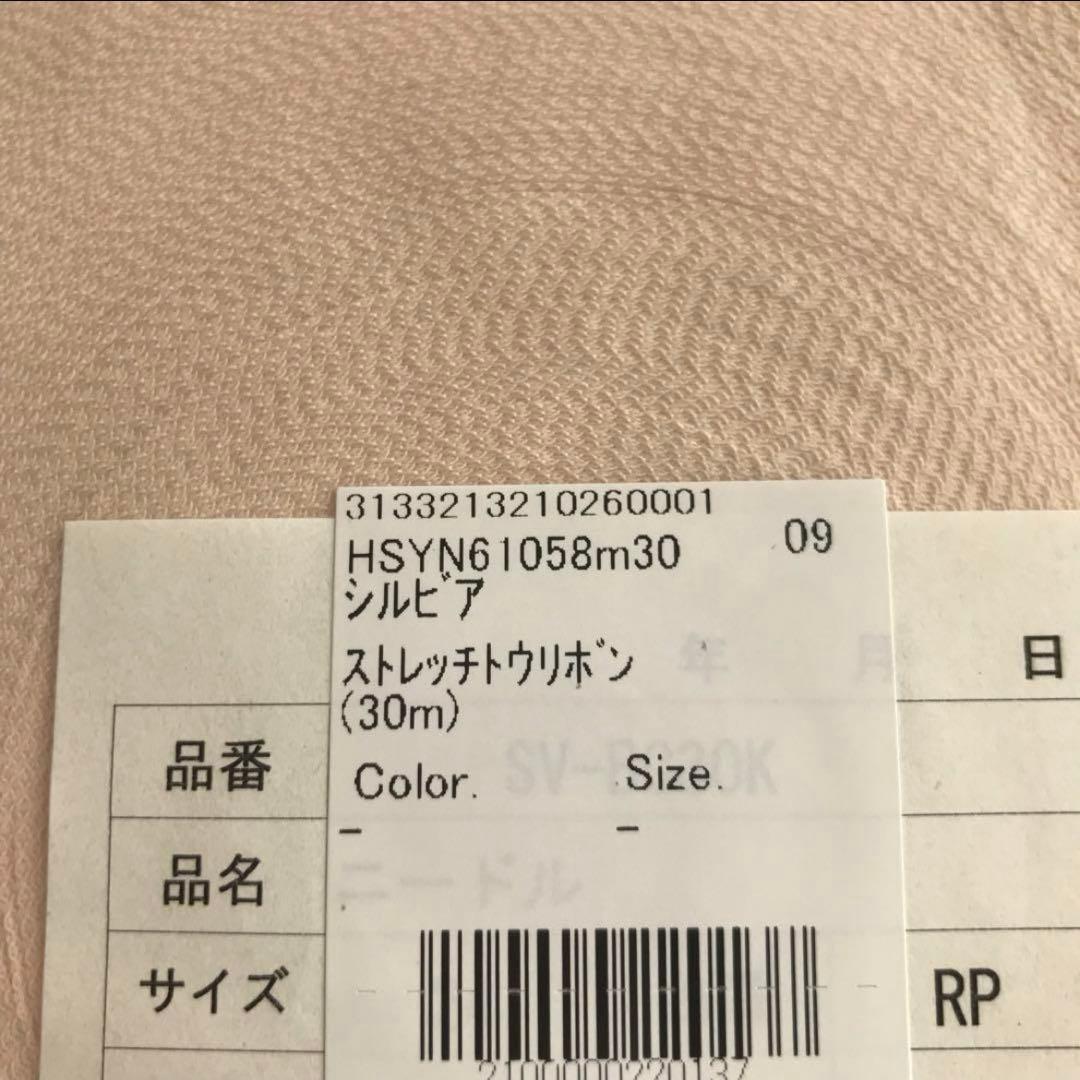 3133213210260001
HSYN61058m30 09
シルビア
ストレッチトウリボン
(30m)
年 月 日
品番
Color. Size.
- -
品名 ニードル
サイズ RP
2100000220137